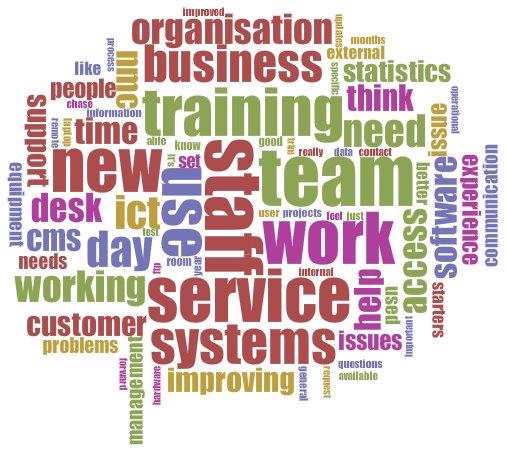 improved
organisation
updates
months
business
external
process
like
nmc
specific
statistics
people
chase
information
training
think
operational
support
remote
laptop
time
able
know
good
need
issue
new
it's
set
staff
train
really
data
contact
team
better
software
experience
communication
equipment
desk
ict
use
user
projects
feel
just
work
access
cms
day
test
room
year
needs
ftp
internal
working
service
help
used
important
starters
customer
systems
issues
problems
management
forward
hardware
improving
general
request
questions
available